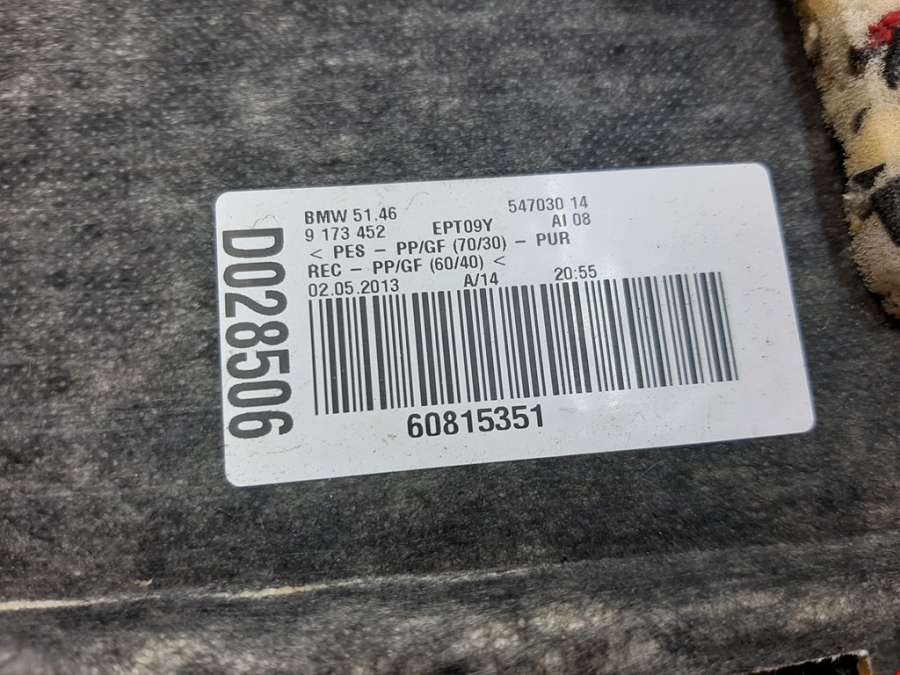 BMW 51.46 547030 14
9 173 452 EPT09Y AI 08
< PES - PP/GF (70/30) - PUR
REC - PP/GF (60/40) <
02.05.2013 A/14 20:55
60815351
D028506